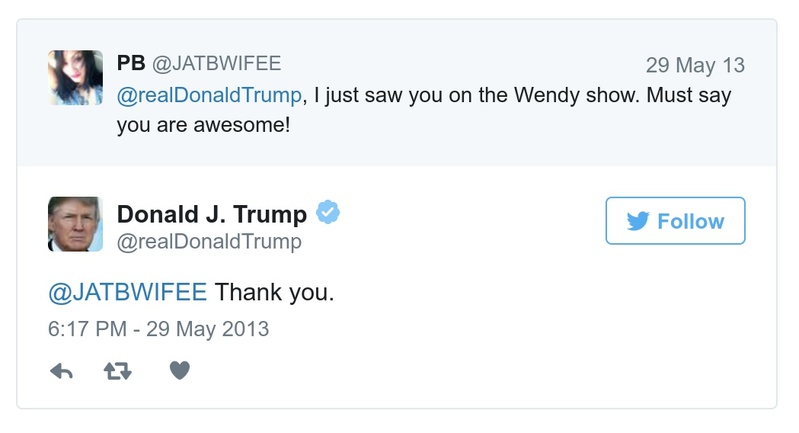 PB @JATBWIFEE 29 May 13
@realDonaldTrump, I just saw you on the Wendy show. Must say
you are awesome!
Donald J. Trump
@realDonaldTrump
Follow
@JATBWIFEE Thank you.
6:17 PM - 29 May 2013